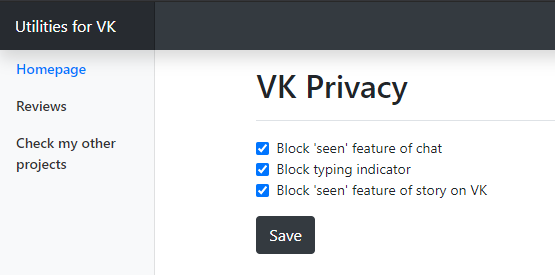 Utilities for VK
Homepage
Reviews
Check my other
projects
VK Privacy
Block 'seen' feature of chat
Block typing indicator
Block 'seen' feature of story on VK
Save